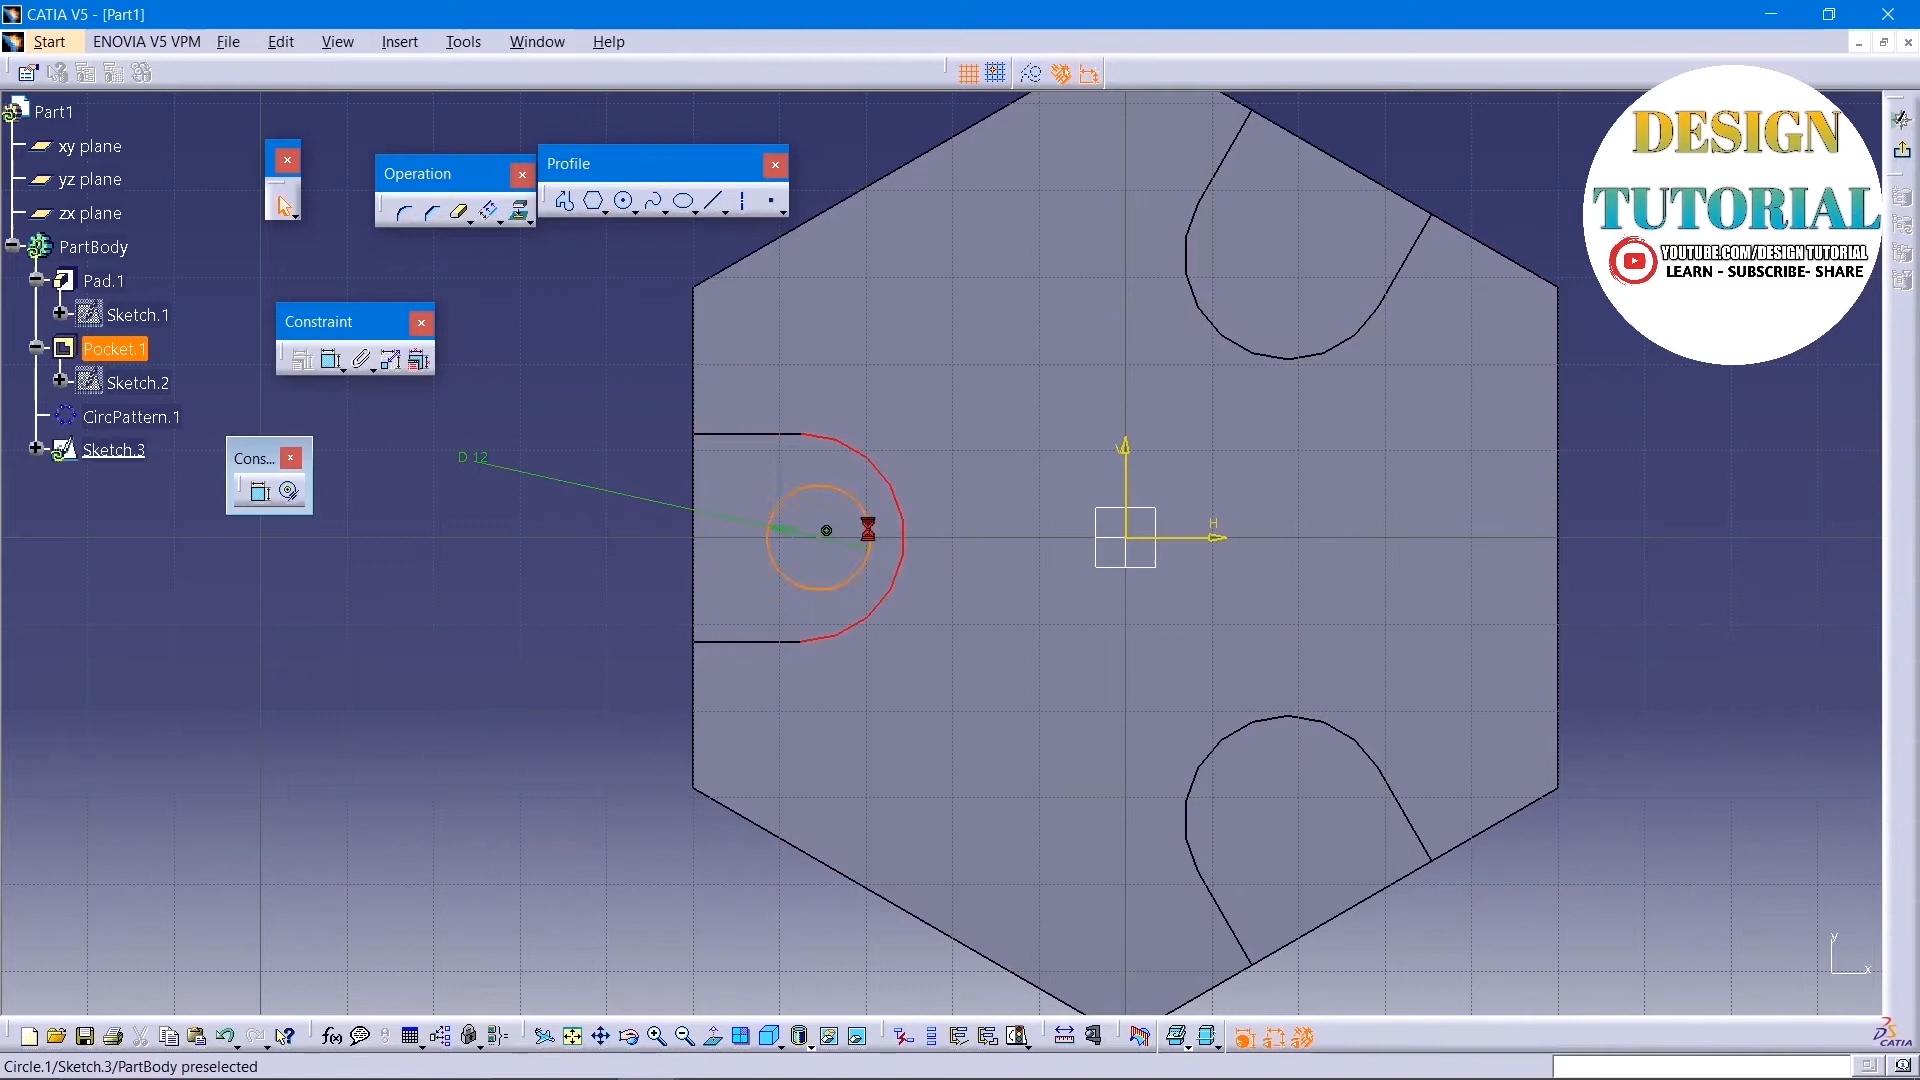 CATIA V5 - [Part1]
Start ENOVIA V5 VPM File Edit View Insert Tools Window Help
Part1
xy plane
yz plane
zx plane
PartBody
Pad.1
Sketch.1
Pocket.1
Sketch.2
CircPattern.1
Sketch.3
Operation
Profile
Constraint
Cons...
D 12
V
H
DESIGN
TUTORIAL
YOUTUBE.COM/DESIGN TUTORIAL
LEARN - SUBSCRIBE- SHARE
y
x
f(x)
CATIA
Circle.1/Sketch.3/PartBody preselected